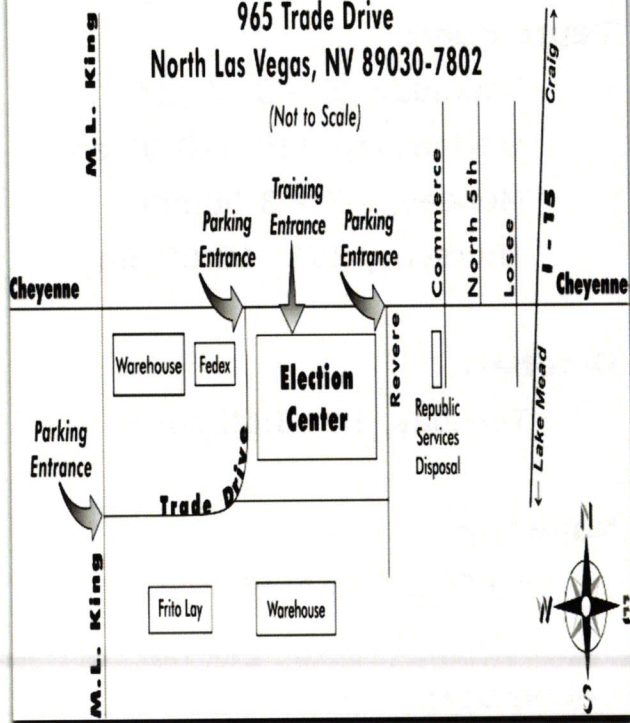 965 Trade Drive
North Las Vegas, NV 89030-7802
(Not to Scale)
M.L. King
Craig
Training
Entrance
Parking
Entrance
Parking
Entrance
Commerce
North 5th
Losee
I - 15
Cheyenne
Cheyenne
Warehouse
Fedex
Election
Center
Revere
Republic
Services
Disposal
Lake Mead
Parking
Entrance
Trade Drive
M.L. King
Frito Lay
Warehouse
N
W
E
S